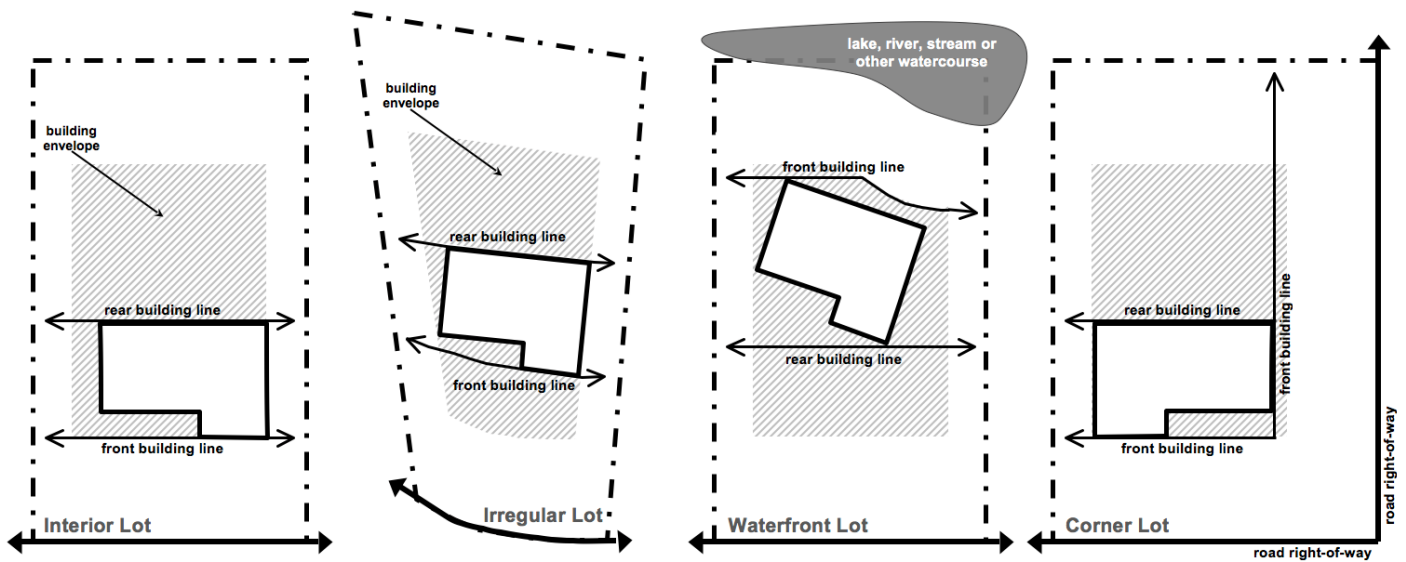 building
envelope
rear building line
front building line
Interior Lot
building
envelope
rear building line
front building line
Irregular Lot
lake, river, stream or
other watercourse
front building line
rear building line
Waterfront Lot
rear building line
front building line
front building line
Corner Lot
road right-of-way
road right-of-way